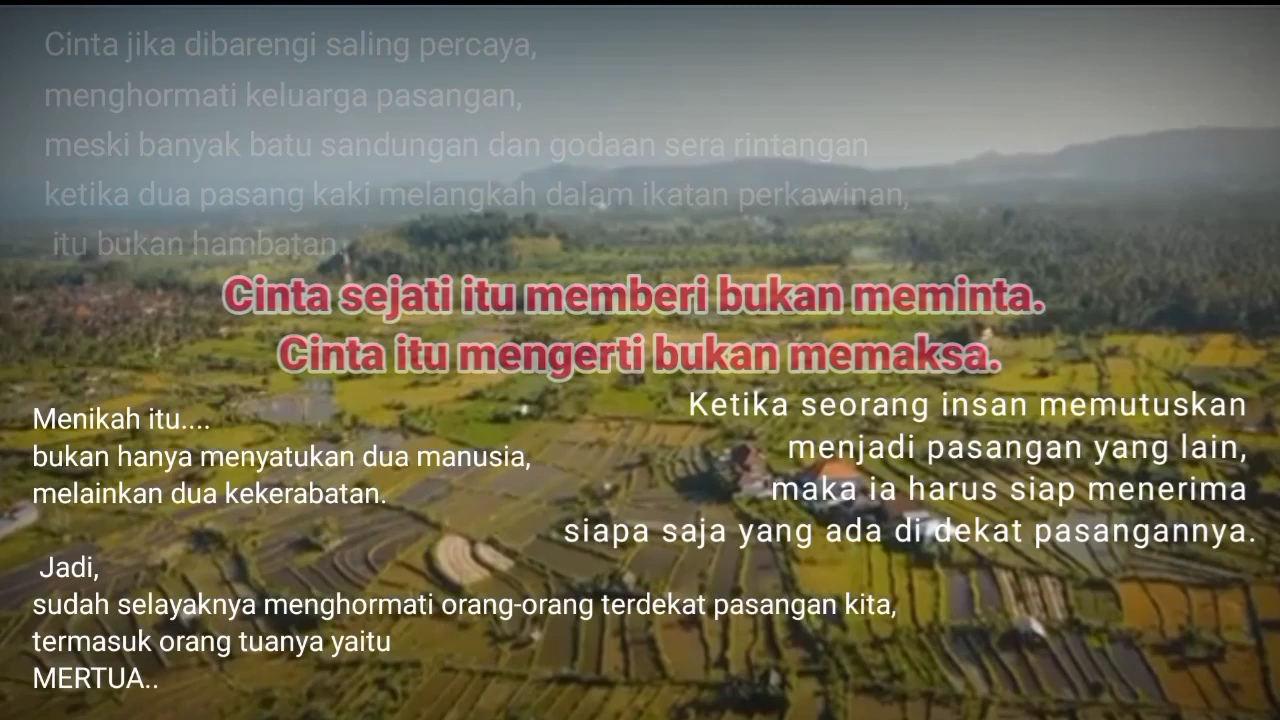 Cinta jika dibarengi saling percaya,
menghormati keluarga pasangan,
meski banyak batu sandungan dan godaan sera rintangan
ketika dua pasang kaki melangkah dalam ikatan perkawinan,
itu bukan hambatan.
Cinta sejati itu memberi bukan meminta.
Cinta itu mengerti bukan memaksa.
Ketika seorang insan memutuskan
menjadi pasangan yang lain,
maka ia harus siap menerima
siapa saja yang ada di dekat pasangannya.
Menikah itu....
bukan hanya menyatukan dua manusia,
melainkan dua kekerabatan.
Jadi,
sudah selayaknya menghormati orang-orang terdekat pasangan kita,
termasuk orang tuanya yaitu
MERTUA..